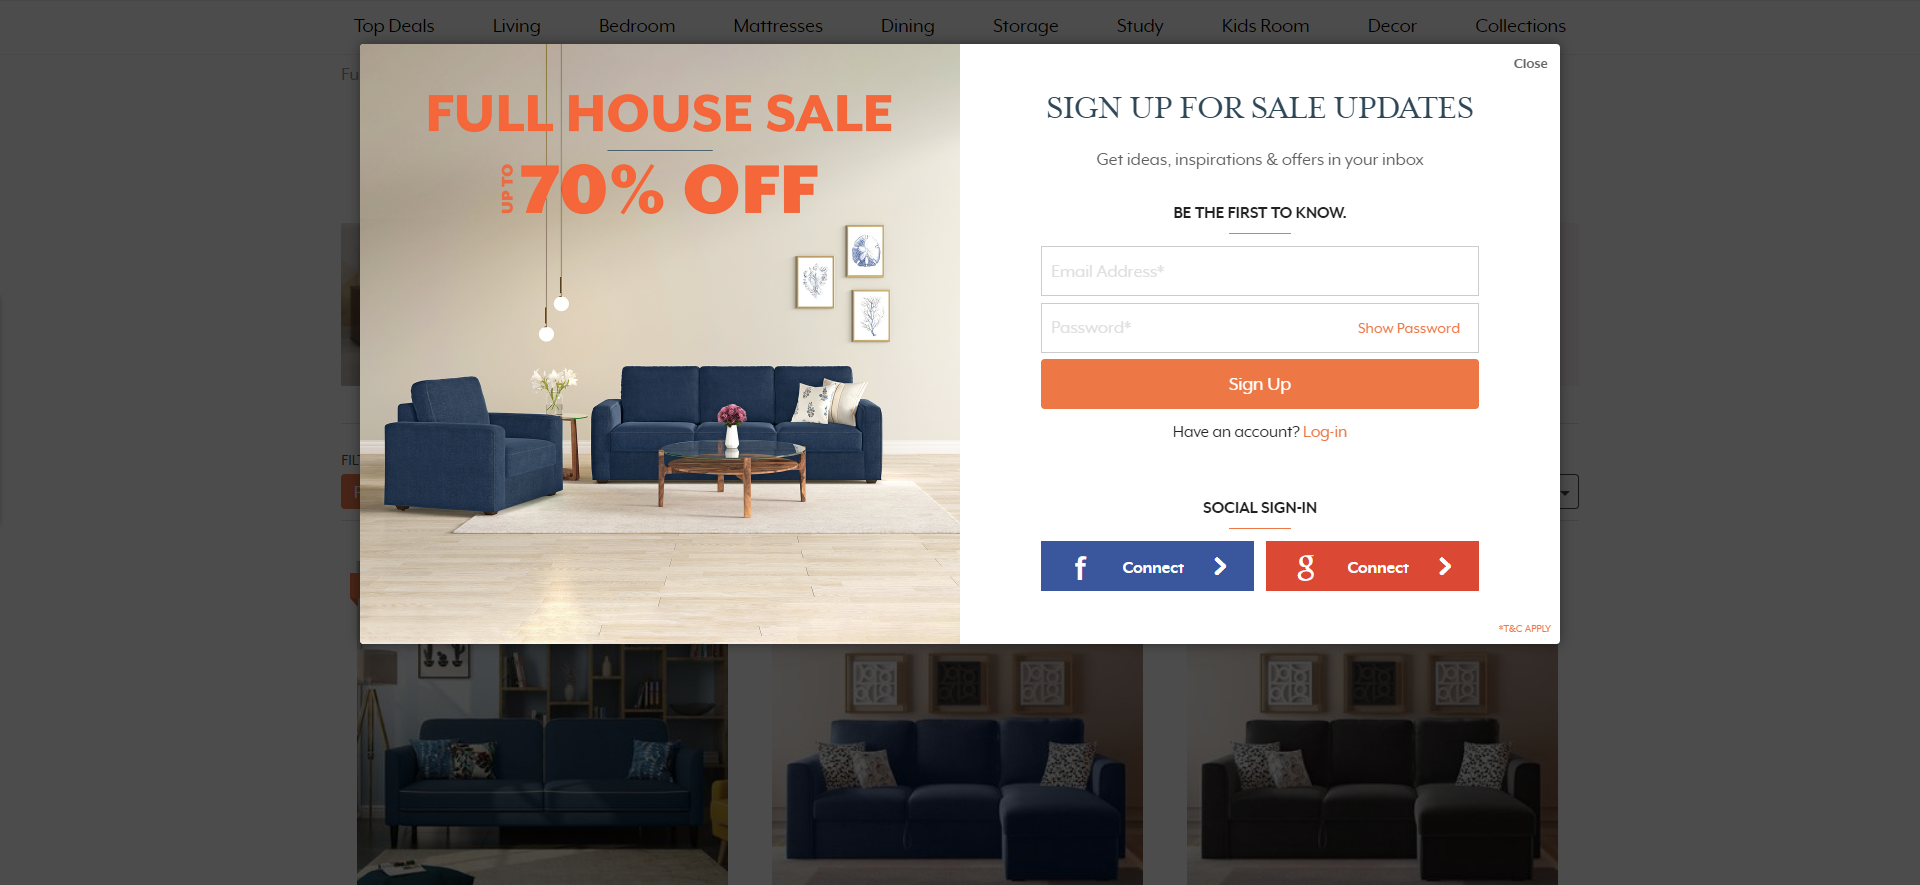 Top Deals Living Bedroom Mattresses Dining Storage Study Kids Room Decor Collections
Close
FULL HOUSE SALE
UP TO 70% OFF
SIGN UP FOR SALE UPDATES
Get ideas, inspirations & offers in your inbox
BE THE FIRST TO KNOW.
Email Address*
Password* Show Password
Sign Up
Have an account? Log-in
SOCIAL SIGN-IN
f Connect
g Connect
*T&C APPLY